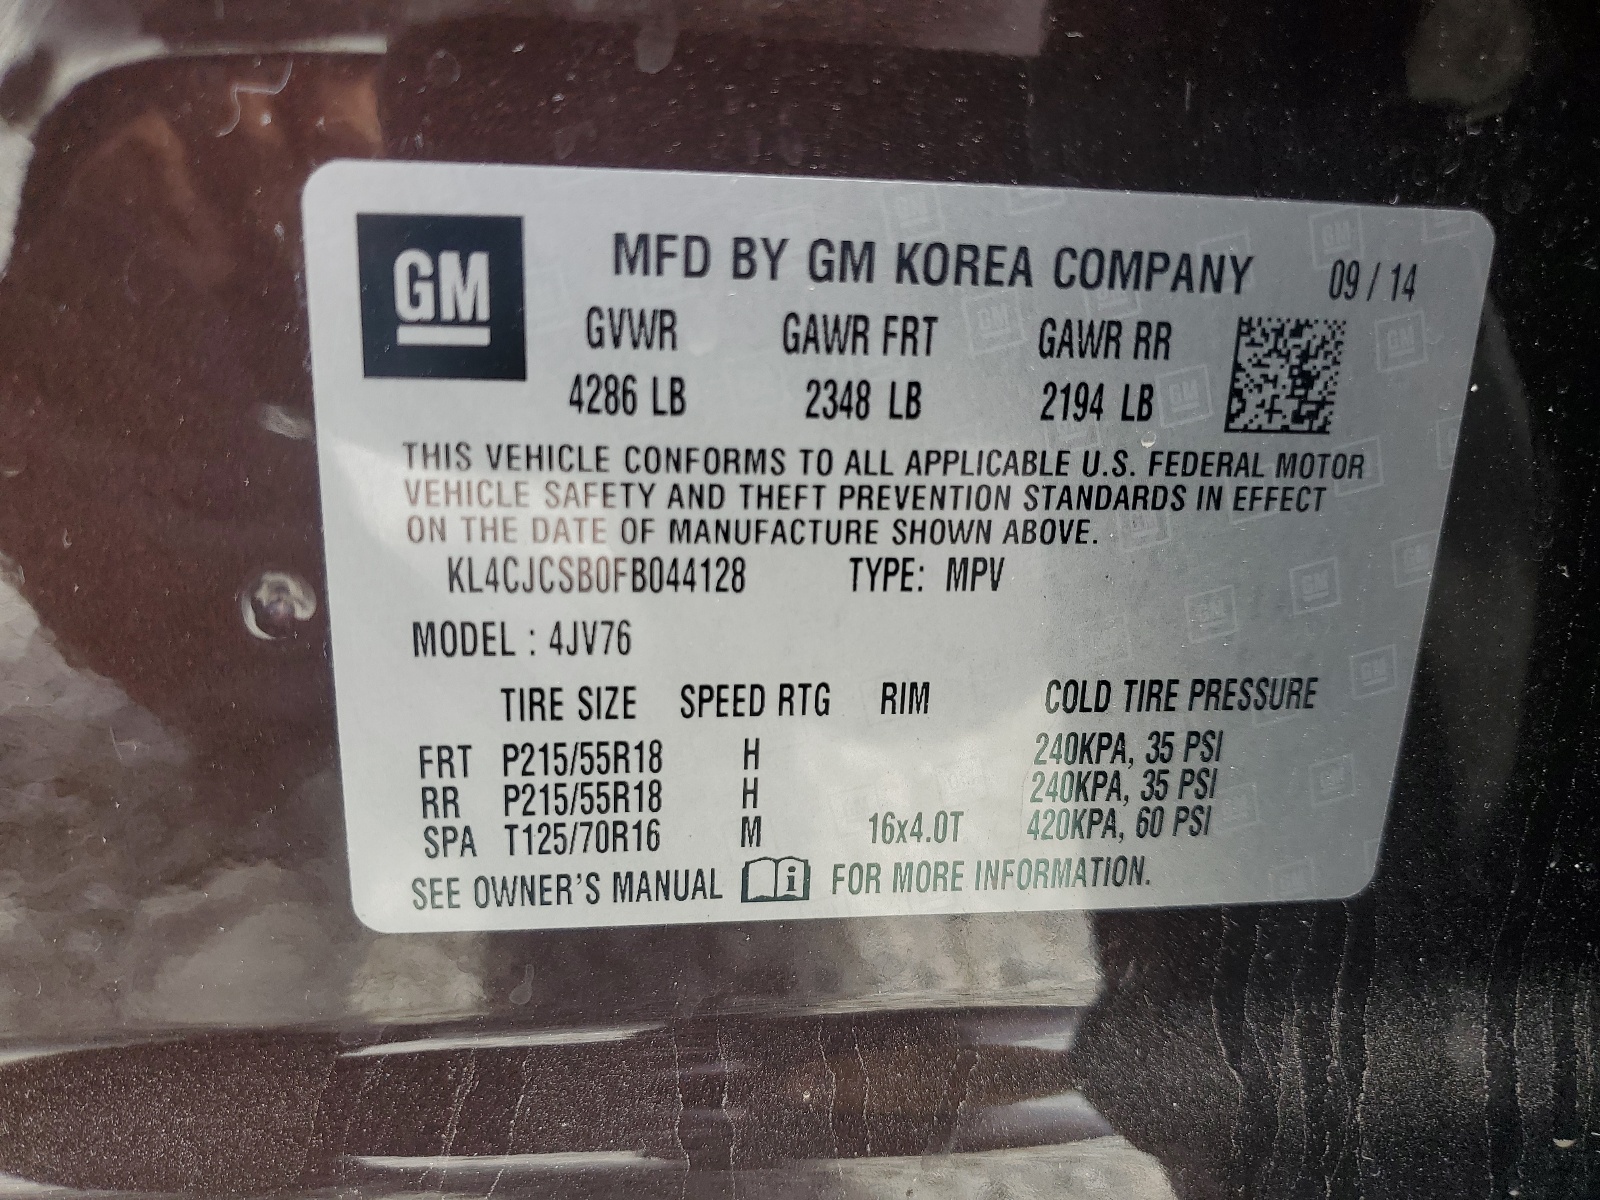 GM
MFD BY GM KOREA COMPANY 09 / 14
GVWR GAWR FRT GAWR RR
4286 LB 2348 LB 2194 LB
THIS VEHICLE CONFORMS TO ALL APPLICABLE U.S. FEDERAL MOTOR
VEHICLE SAFETY AND THEFT PREVENTION STANDARDS IN EFFECT
ON THE DATE OF MANUFACTURE SHOWN ABOVE.
KL4CJCSB0FB044128 TYPE: MPV
MODEL : 4JV76
TIRE SIZE SPEED RTG RIM COLD TIRE PRESSURE
FRT P215/55R18 H 240KPA, 35 PSI
RR P215/55R18 H 240KPA, 35 PSI
SPA T125/70R16 M 16x4.0T 420KPA, 60 PSI
SEE OWNER'S MANUAL i FOR MORE INFORMATION.